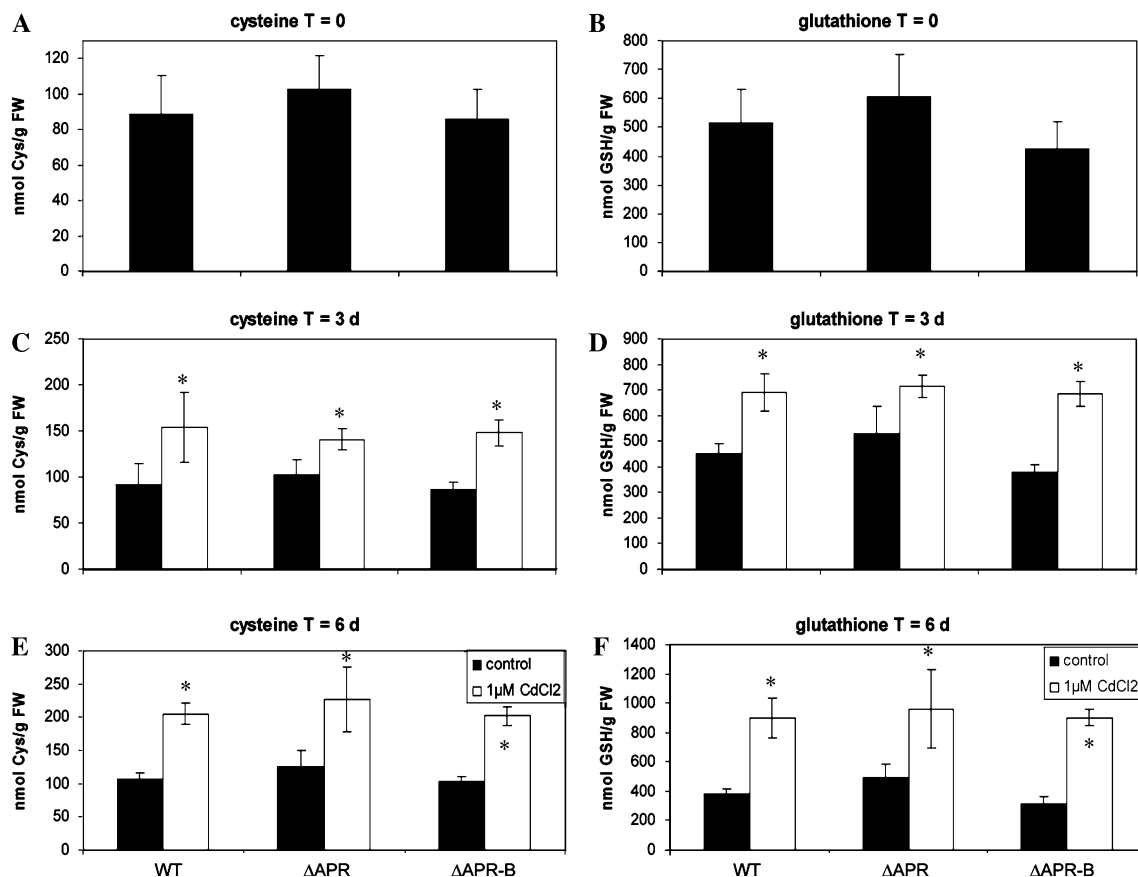 A
cysteine T = 0
nmol Cys/g FW
120
100
80
60
40
20
0
B
glutathione T = 0
nmol GSH/g FW
800
700
600
500
400
300
200
100
0
C
cysteine T = 3 d
nmol Cys/g FW
250
200
150
100
50
0
* * *
D
glutathione T = 3 d
nmol GSH/g FW
900
800
700
600
500
400
300
200
100
0
* * *
E
cysteine T = 6 d
nmol Cys/g FW
300
250
200
150
100
50
0
control
1µM CdCl2
* * *
WT ΔAPR ΔAPR-B
F
glutathione T = 6 d
nmol GSH/g FW
1400
1200
1000
800
600
400
200
0
control
1µM CdCl2
* * *
WT ΔAPR ΔAPR-B